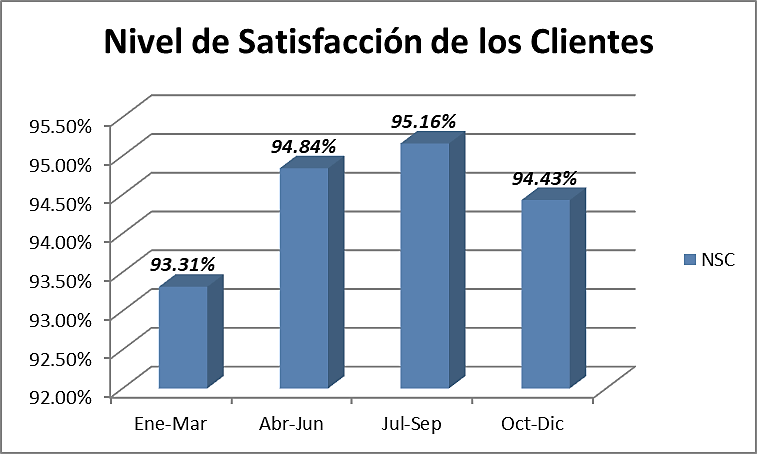 Nivel de Satisfacción de los Clientes
95.50%
95.00%
94.50%
94.00%
93.50%
93.00%
92.50%
92.00%
93.31%
94.84%
95.16%
94.43%
Ene-Mar
Abr-Jun
Jul-Sep
Oct-Dic
NSC